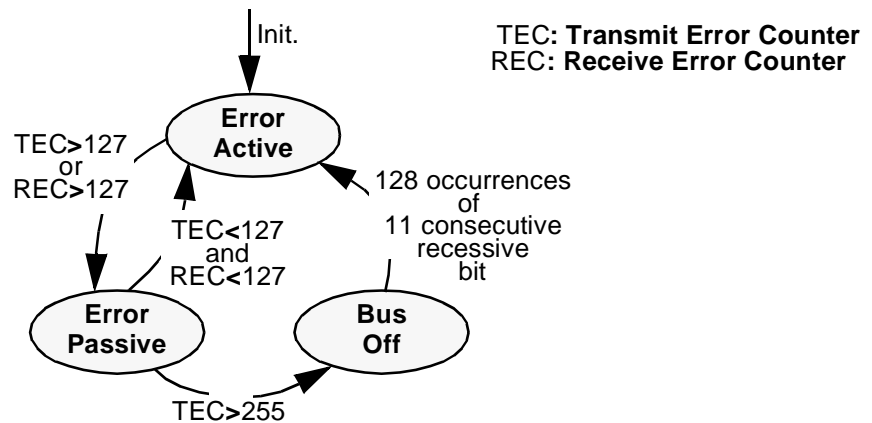 Init.
TEC: Transmit Error Counter
REC: Receive Error Counter
Error
Active
TEC>127
or
REC>127
TEC<127
and
REC<127
128 occurrences
of
11 consecutive
recessive
bit
Error
Passive
Bus
Off
TEC>255